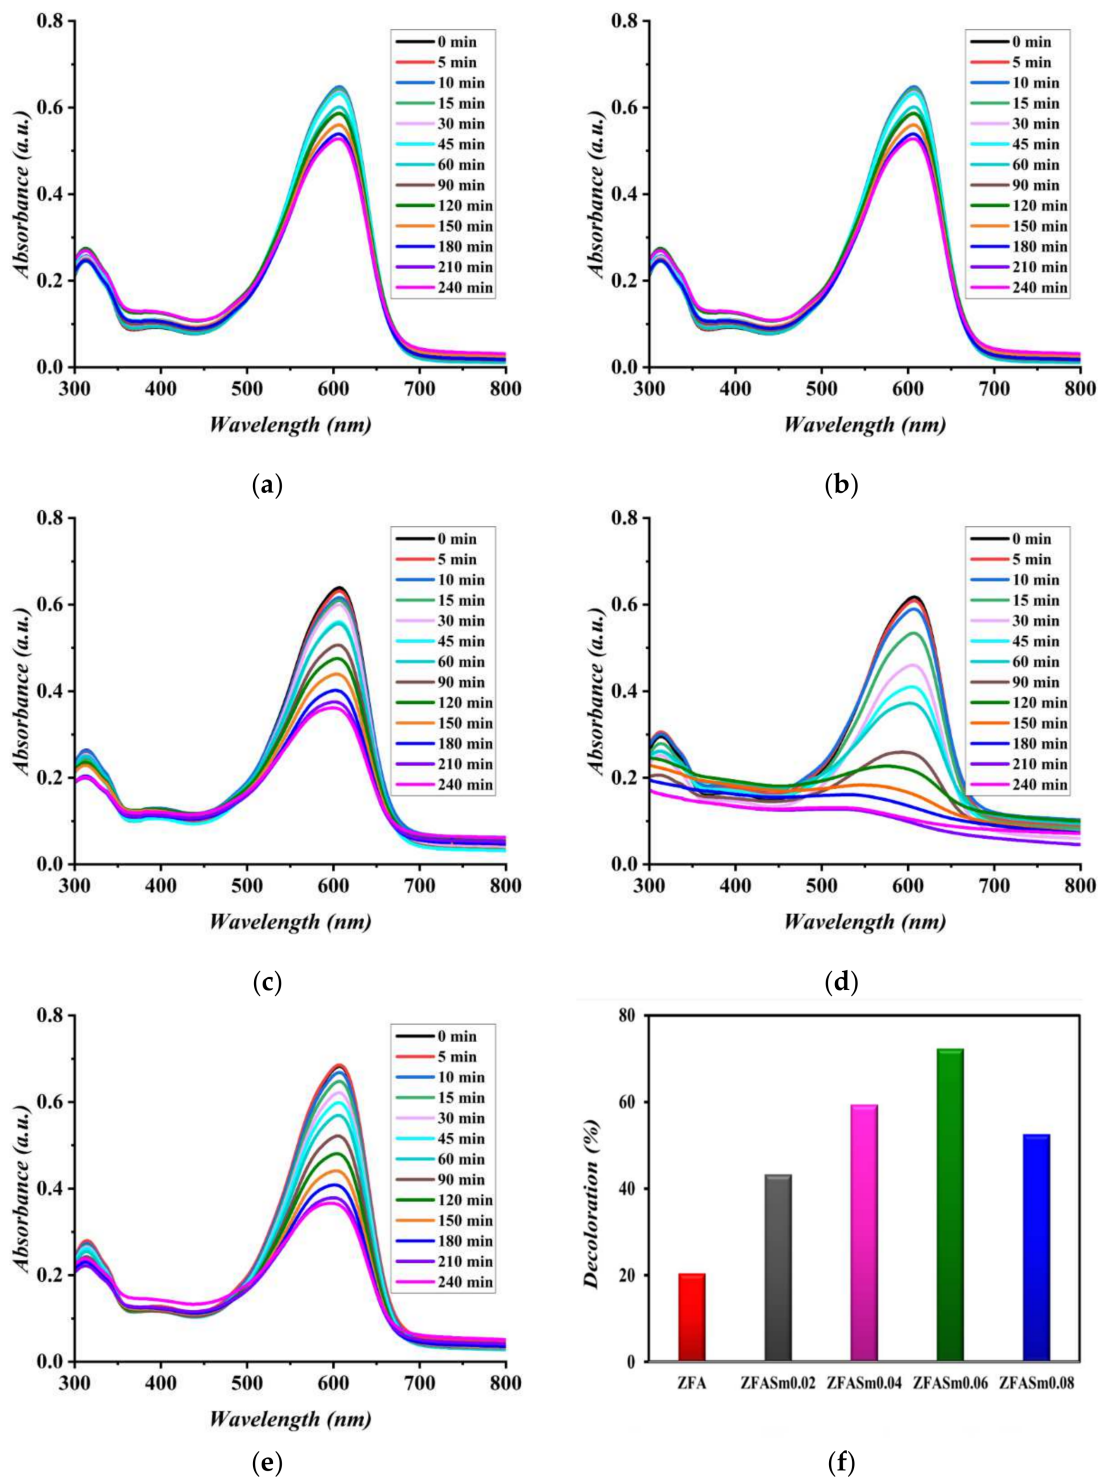 0.8
0.6
0.4
0.2
0.0
Absorbance (a.u.)
0 min
5 min
10 min
15 min
30 min
45 min
60 min
90 min
120 min
150 min
180 min
210 min
240 min
300 400 500 600 700 800
Wavelength (nm)
(a)
0.8
0.6
0.4
0.2
0.0
Absorbance (a.u.)
0 min
5 min
10 min
15 min
30 min
45 min
60 min
90 min
120 min
150 min
180 min
210 min
240 min
300 400 500 600 700 800
Wavelength (nm)
(b)
0.8
0.6
0.4
0.2
0.0
Absorbance (a.u.)
0 min
5 min
10 min
15 min
30 min
45 min
60 min
90 min
120 min
150 min
180 min
210 min
240 min
300 400 500 600 700 800
Wavelength (nm)
(c)
0.8
0.6
0.4
0.2
0.0
Absorbance (a.u.)
0 min
5 min
10 min
15 min
30 min
45 min
60 min
90 min
120 min
150 min
180 min
210 min
240 min
300 400 500 600 700 800
Wavelength (nm)
(d)
0.8
0.6
0.4
0.2
0.0
Absorbance (a.u.)
0 min
5 min
10 min
15 min
30 min
45 min
60 min
90 min
120 min
150 min
180 min
210 min
240 min
300 400 500 600 700 800
Wavelength (nm)
(e)
80
60
40
20
0
Decoloration (%)
ZFA ZFASm0.02 ZFASm0.04 ZFASm0.06 ZFASm0.08
(f)